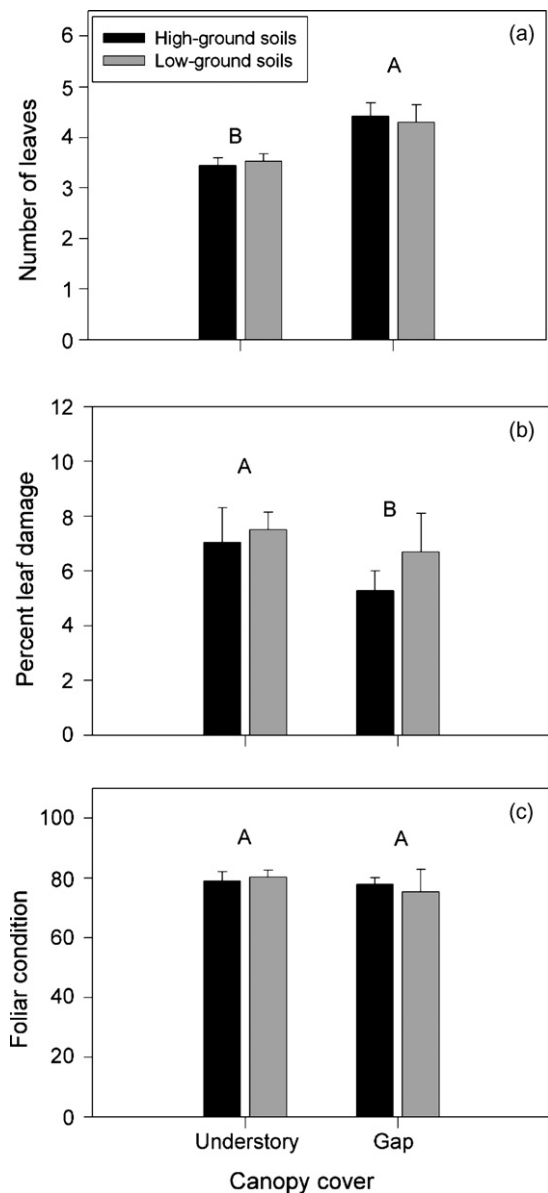 (a)
High-ground soils
Low-ground soils
A
B
Number of leaves
6
5
4
3
2
1
0
(b)
A
B
Percent leaf damage
12
10
8
6
4
2
0
(c)
A A
Foliar condition
100
80
60
40
20
0
Understory Gap
Canopy cover